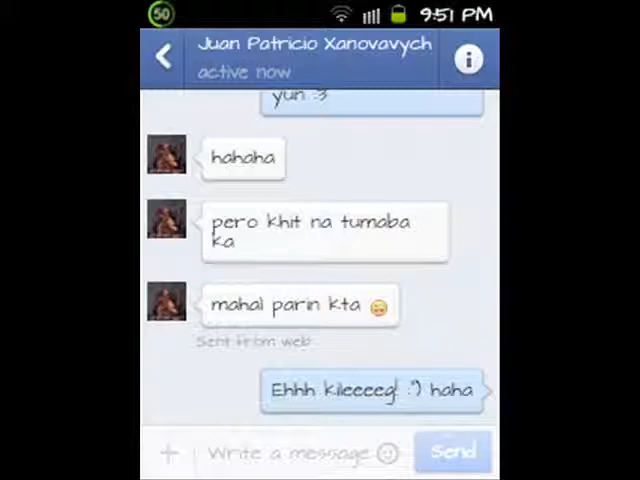 50
9:51 PM
Juan Patricio Xanovavych
active now
yun :3
hahaha
pero khit na tumaba
ka
mahal parin kta
Sent from web
Ehhh kileeeeg! :") haha
Write a message
Send